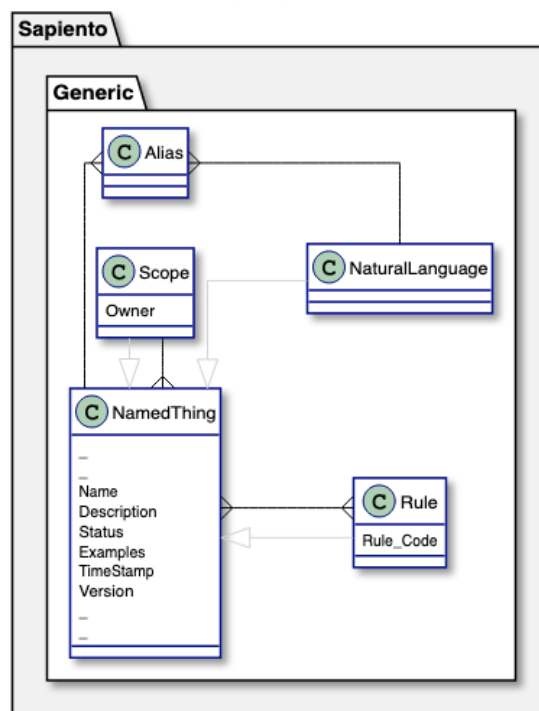 Sapiento
Generic
C Alias
C Scope
Owner
C NaturalLanguage
C NamedThing
_
_
Name
Description
Status
Examples
TimeStamp
Version
_
_
C Rule
Rule_Code